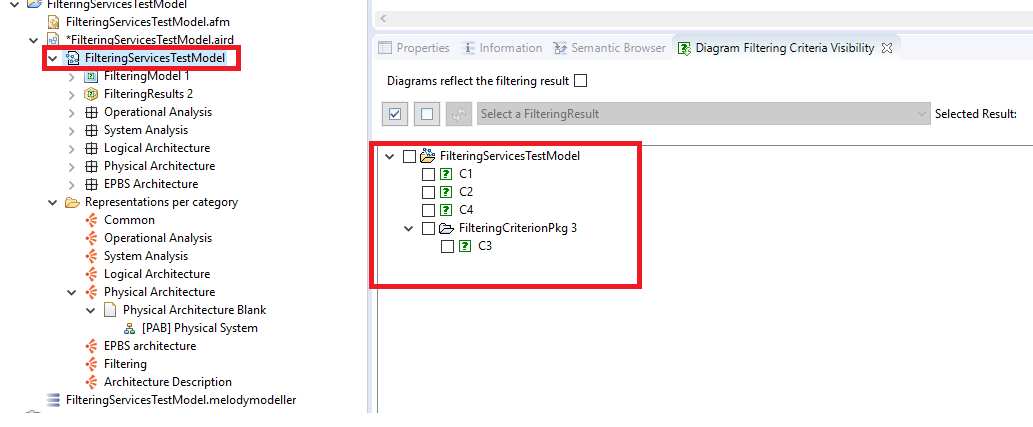 FilteringServicesTestModel
FilteringServicesTestModel.afm
*FilteringServicesTestModel.aird
FilteringServicesTestModel
FilteringModel 1
FilteringResults 2
Operational Analysis
System Analysis
Logical Architecture
Physical Architecture
EPBS Architecture
Representations per category
Common
Operational Analysis
System Analysis
Logical Architecture
Physical Architecture
Physical Architecture Blank
[PAB] Physical System
EPBS architecture
Filtering
Architecture Description
FilteringServicesTestModel.melodymodeller
Properties Information Semantic Browser Diagram Filtering Criteria Visibility
Diagrams reflect the filtering result
Select a FilteringResult Selected Result:
FilteringServicesTestModel
C1
C2
C4
FilteringCriterionPkg 3
C3